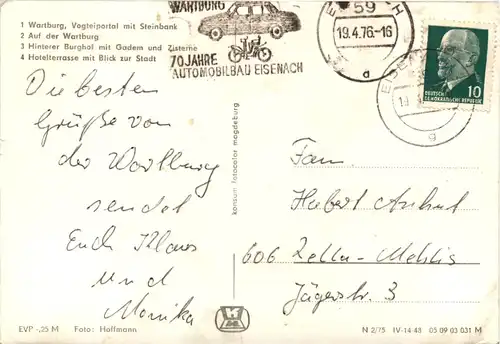 1 Wartburg, Vogteiportal mit Steinbank
2 Auf der Wartburg
3 Hinterer Burghof mit Gadem und Zisterne
4 Hotelterrasse mit Blick zur Stadt
WARTBURG
70 JAHRE
AUTOMOBILBAU EISENACH
59
19.4.76.-16
a
DEUTSCHE
DEMOKRATISCHE REPUBLIK
10
g
Die besten
Grüße von
der Wartburg
sendet
Euch Klaus
und
Monika
konsum fotocolor magdeburg
Fam.
Hubert
606 Zella-Mehlis
Jägerstr. 3
EVP -,25 M Foto: Hoffmann
N 2/75 IV-14-48 05 09 03 031 M